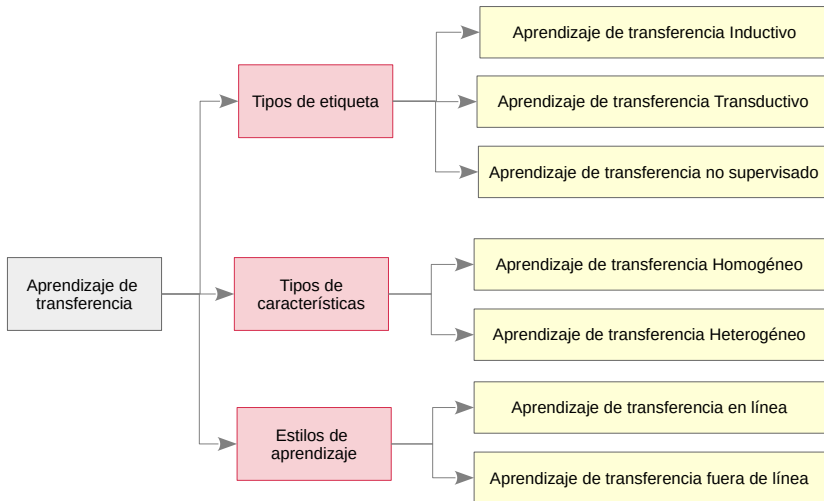 Aprendizaje de transferencia Inductivo
Tipos de etiqueta
Aprendizaje de transferencia Transductivo
Aprendizaje de transferencia no supervisado
Aprendizaje de
transferencia
Tipos de
característícas
Aprendizaje de transferencia Homogéneo
Aprendizaje de transferencia Heterogéneo
Estilos de
aprendizaje
Aprendizaje de transferencia en línea
Aprendizaje de transferencia fuera de línea